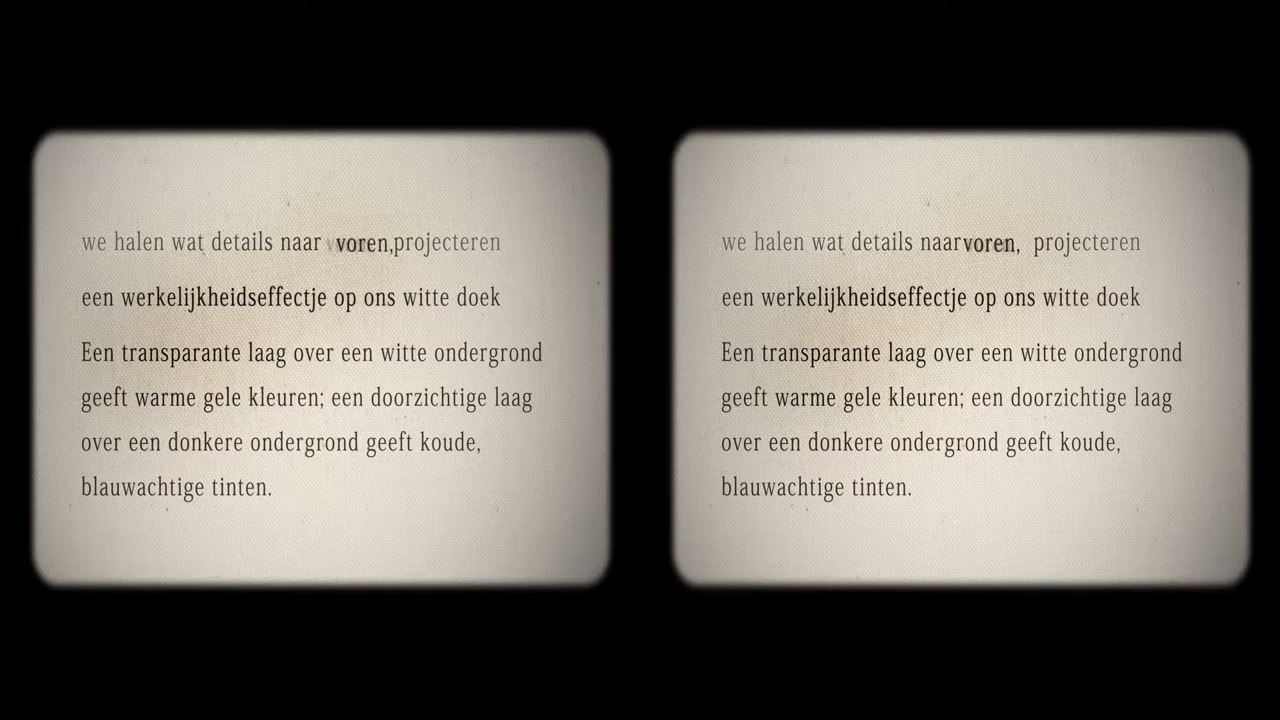 we halen wat details naar voren, projecteren
een werkelijkheidseffectje op ons witte doek
Een transparante laag over een witte ondergrond
geeft warme gele kleuren; een doorzichtige laag
over een donkere ondergrond geeft koude,
blauwachtige tinten.
we halen wat details naar voren, projecteren
een werkelijkheidseffectje op ons witte doek
Een transparante laag over een witte ondergrond
geeft warme gele kleuren; een doorzichtige laag
over een donkere ondergrond geeft koude,
blauwachtige tinten.